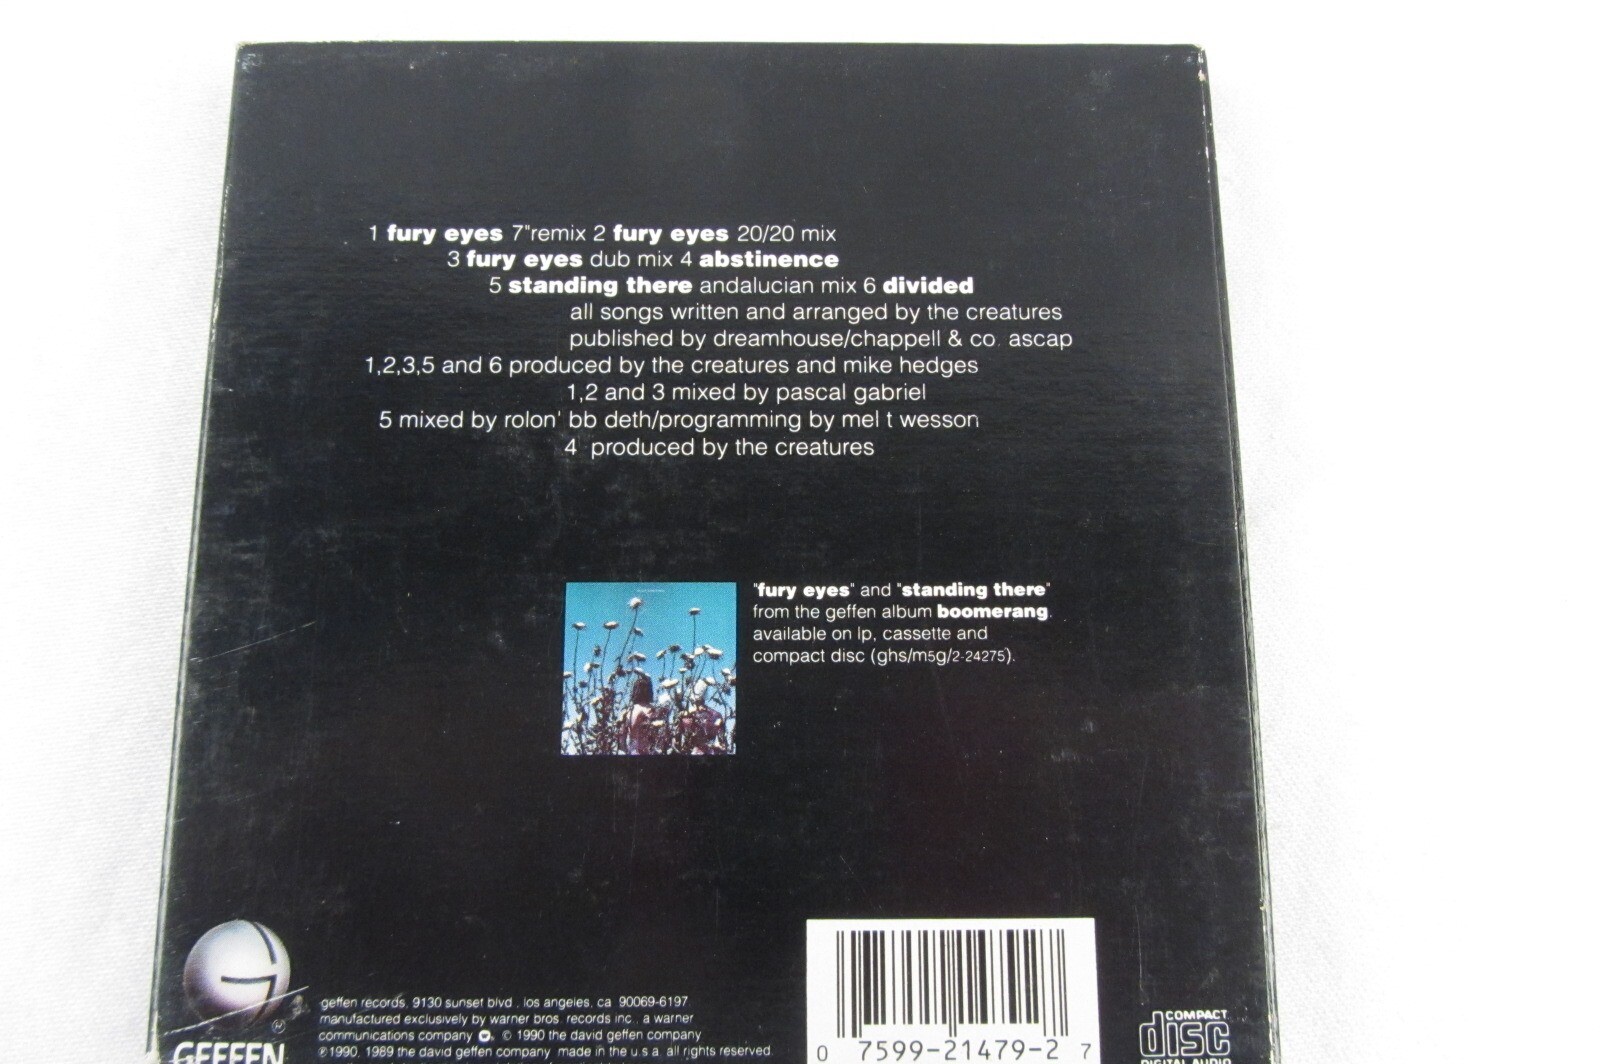 1 fury eyes 7"remix 2 fury eyes 20/20 mix
3 fury eyes dub mix 4 abstinence
5 standing there andalucian mix 6 divided
all songs written and arranged by the creatures
published by dreamhouse/chappell & co. ascap
1,2,3,5 and 6 produced by the creatures and mike hedges
1,2 and 3 mixed by pascal gabriel
5 mixed by rolon' bb deth/programming by mel t wesson
4 produced by the creatures
"fury eyes" and "standing there"
from the geffen album boomerang.
available on lp, cassette and
compact disc (ghs/m5g/2-24275).
GEFFEN
®
geffen records, 9130 sunset blvd., los angeles, ca 90069-6197.
manufactured exclusively by warner bros. records inc., a warner
communications company. © 1990 the david geffen company
℗1990, 1989 the david geffen company made in the u.s.a. all rights reserved.
0 7599-21479-2 7
COMPACT
disc
DIGITAL AUDIO